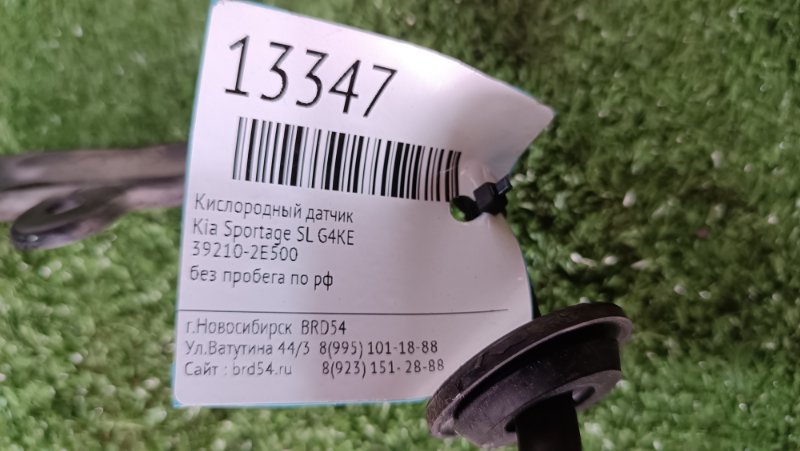 13347
Кислородный датчик
Kia Sportage SL G4KE
39210-2E500
без пробега по рф
г.Новосибирск BRD54
Ул.Ватутина 44/3 8(995) 101-18-88
Сайт : brd54.ru 8(923) 151- 28-88